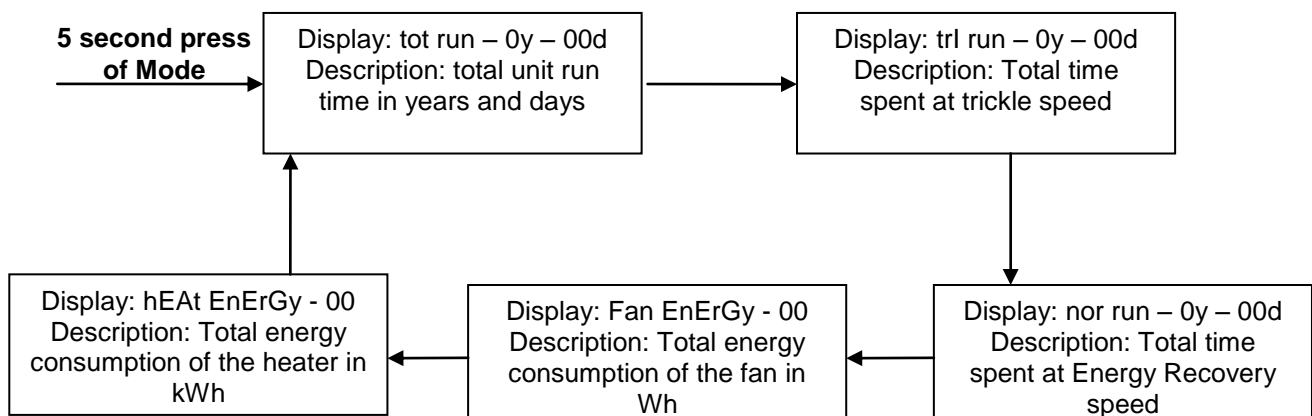 5 second press
of Mode
Display: tot run – 0y – 00d
Description: total unit run
time in years and days
Display: trI run – 0y – 00d
Description: Total time
spent at trickle speed
Display: nor run – 0y – 00d
Description: Total time
spent at Energy Recovery
speed
Display: Fan EnErGy - 00
Description: Total energy
consumption of the fan in
Wh
Display: hEAt EnErGy - 00
Description: Total energy
consumption of the heater in
kWh